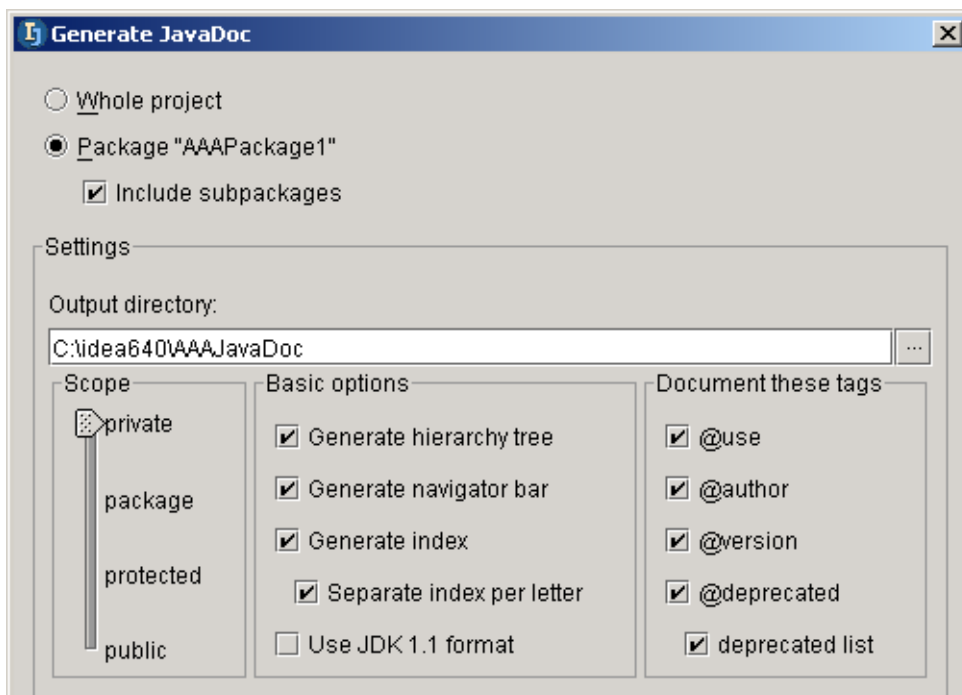 Generate JavaDoc
Whole project
Package "AAAPackage1"
Include subpackages
Settings
Output directory:
C:\idea640\AAAJavaDoc
...
Scope
private
package
protected
public
Basic options
Generate hierarchy tree
Generate navigator bar
Generate index
Separate index per letter
Use JDK 1.1 format
Document these tags
@use
@author
@version
@deprecated
deprecated list